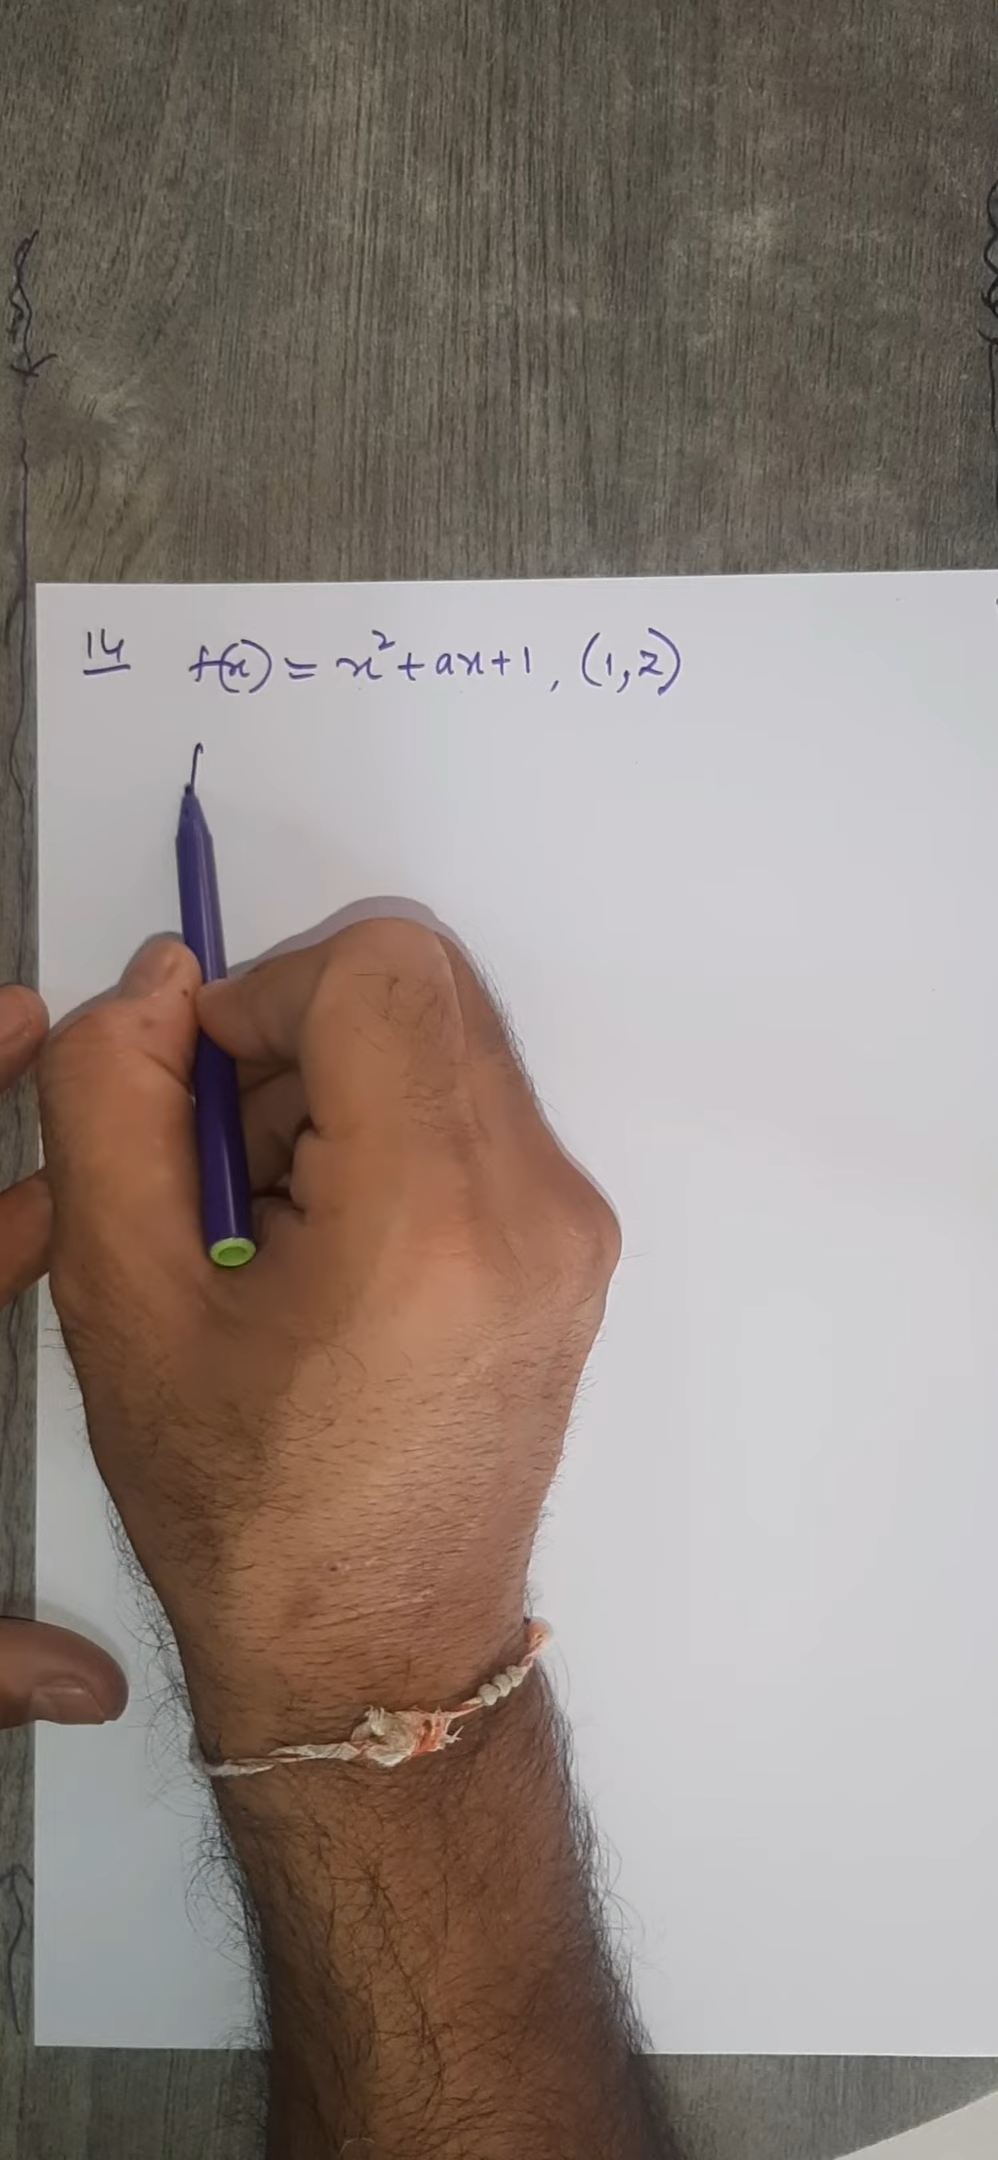 14 f(x) = x² + ax + 1, (1, 2)